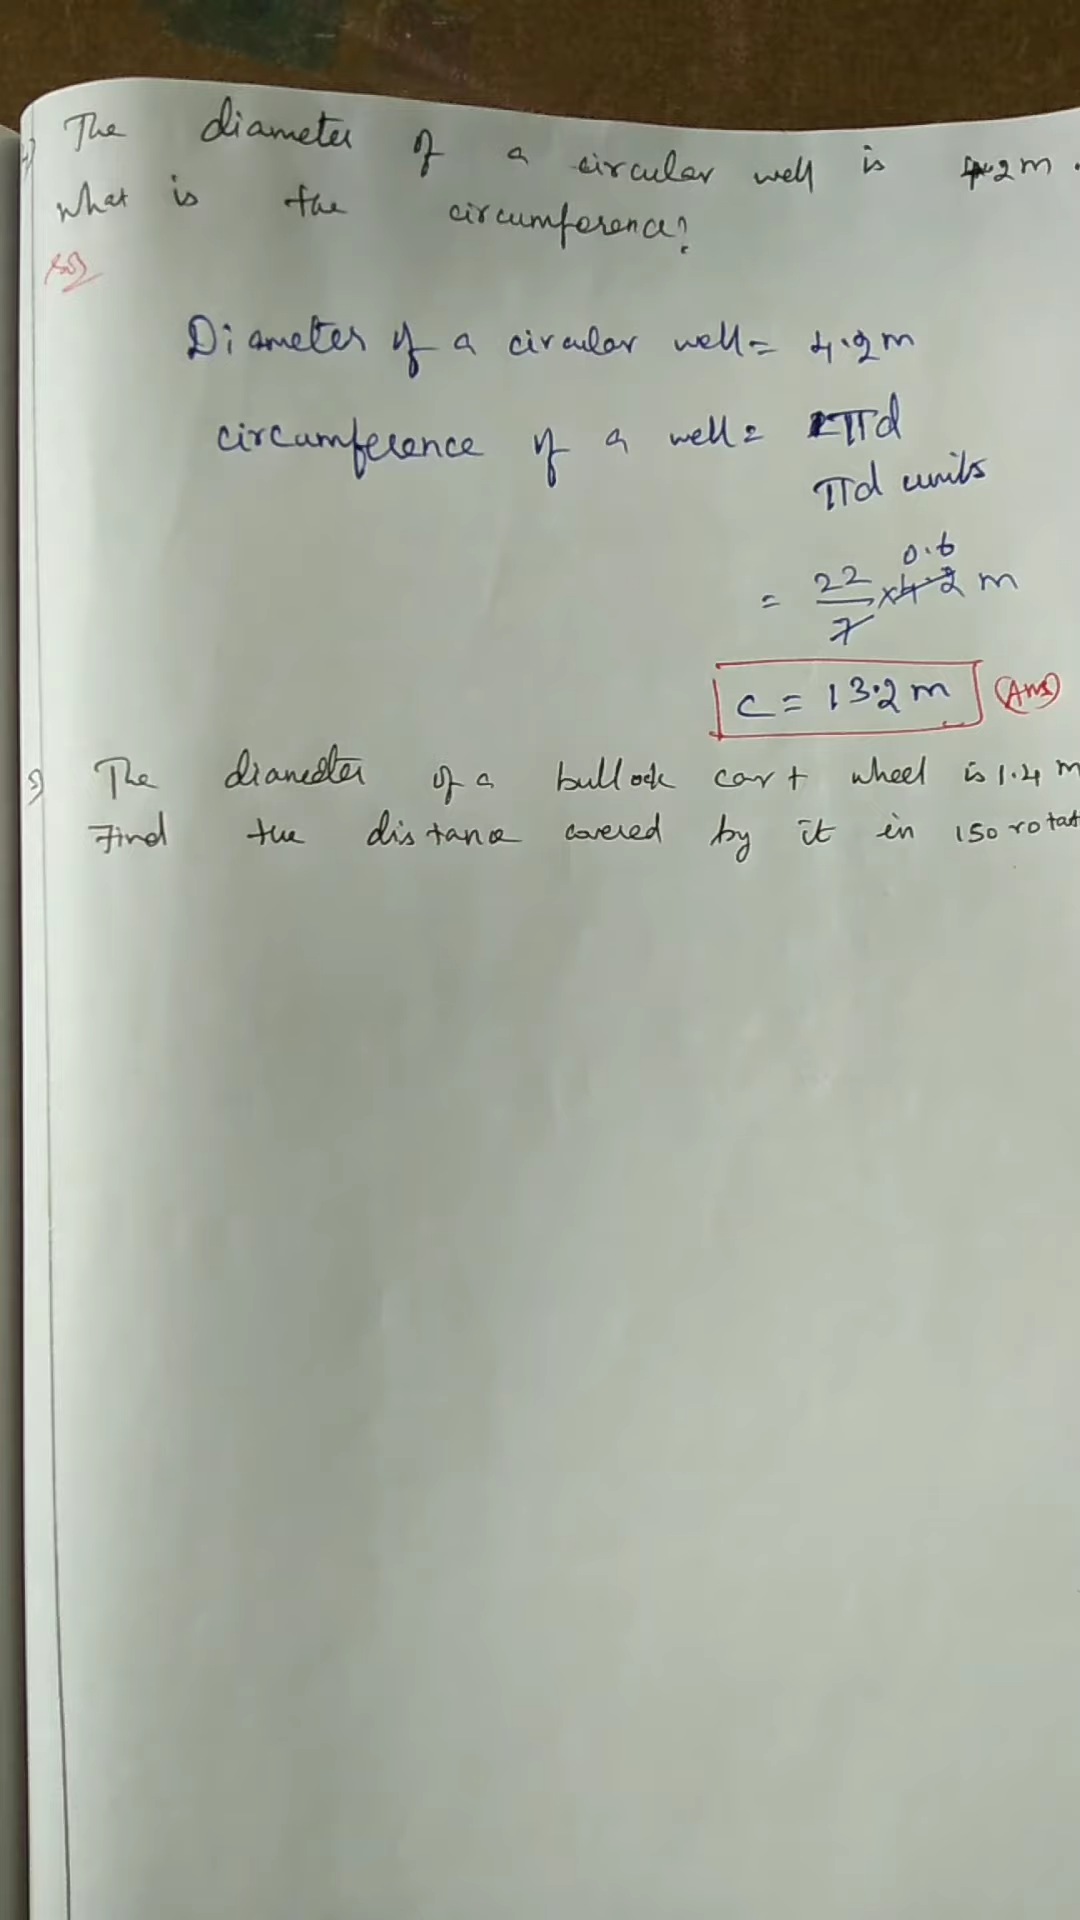 The diameter of a circular well is 4.2m.
What is the circumference?
Diameter of a circular well = 4.2m
circumference of a well = πd
πd units
0.6
= 22/7 × 4.2 m
C = 13.2 m Ans
5) The diameter of a bullock cart wheel is 1.4 m
Find the distance covered by it in 150 rotat